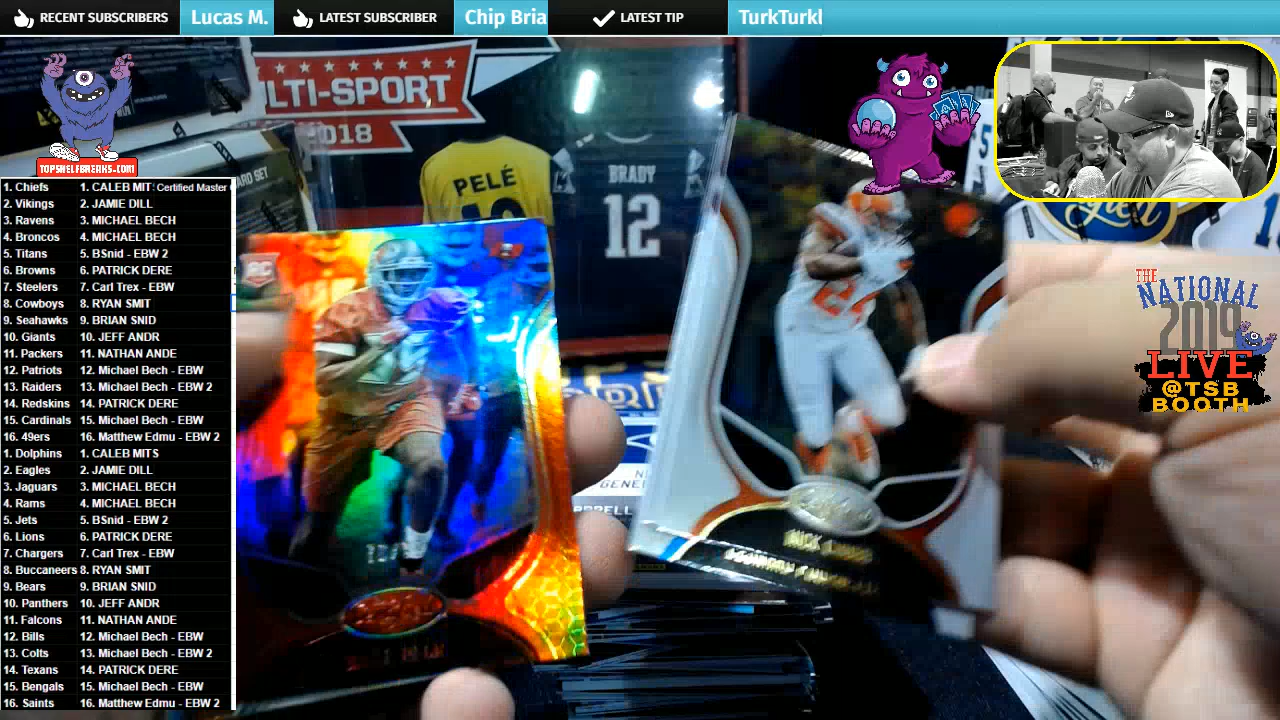 RECENT SUBSCRIBERS Lucas M. LATEST SUBSCRIBER Chip Bria LATEST TIP TurkTurkl
LTI-SPORT
2018
ARD SET
PELÉ
BRADY
12
TOPSHELFBREAKS.COM
1. Chiefs 1. CALEB MIT: Certified Master
2. Vikings 2. JAMIE DILL
3. Ravens 3. MICHAEL BECH
4. Broncos 4. MICHAEL BECH
5. Titans 5. BSnid - EBW 2
6. Browns 6. PATRICK DERE
7. Steelers 7. Carl Trex - EBW
8. Cowboys 8. RYAN SMIT
9. Seahawks 9. BRIAN SNID
10. Giants 10. JEFF ANDR
11. Packers 11. NATHAN ANDE
12. Patriots 12. Michael Bech - EBW
13. Raiders 13. Michael Bech - EBW 2
14. Redskins 14. PATRICK DERE
15. Cardinals 15. Michael Bech - EBW
16. 49ers 16. Matthew Edmu - EBW 2
1. Dolphins 1. CALEB MITS
2. Eagles 2. JAMIE DILL
3. Jaguars 3. MICHAEL BECH
4. Rams 4. MICHAEL BECH
5. Jets 5. BSnid - EBW 2
6. Lions 6. PATRICK DERE
7. Chargers 7. Carl Trex - EBW
8. Buccaneers 8. RYAN SMIT
9. Bears 9. BRIAN SNID
10. Panthers 10. JEFF ANDR
11. Falcons 11. NATHAN ANDE
12. Bills 12. Michael Bech - EBW
13. Colts 13. Michael Bech - EBW 2
14. Texans 14. PATRICK DERE
15. Bengals 15. Michael Bech - EBW
16. Saints 16. Matthew Edmu - EBW 2
RC
THE
NATIONAL
2019
LIVE
@TSB
BOOTH